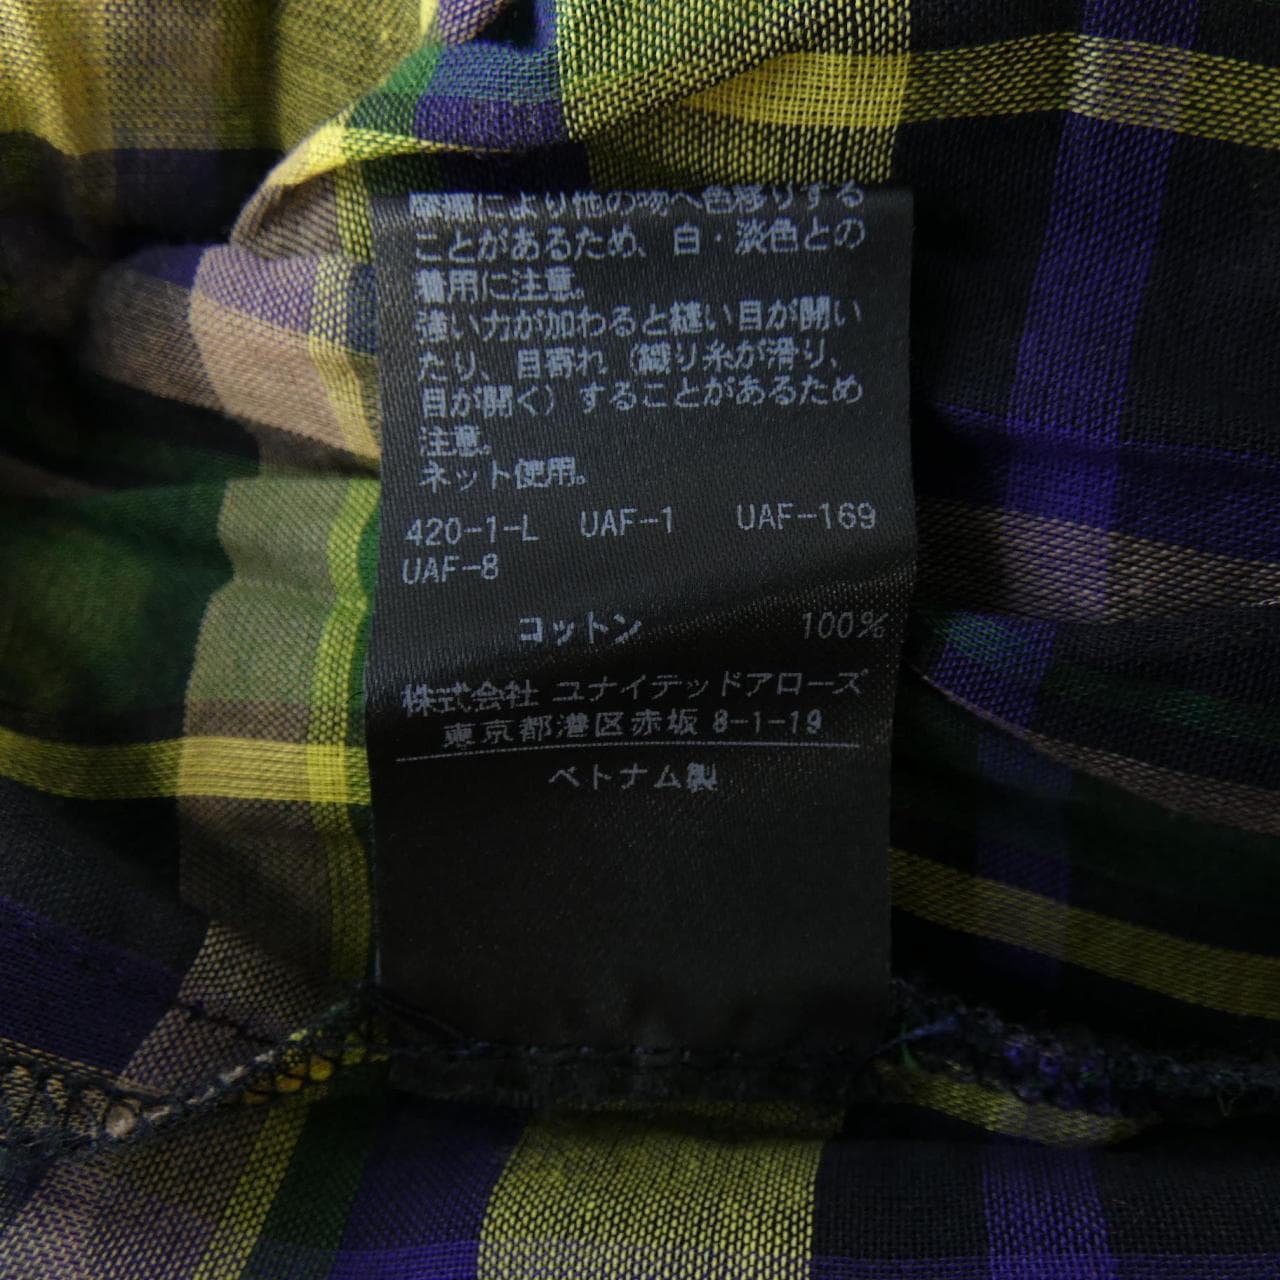 摩擦により他の物へ色移りする
ことがあるため、白・淡色との
着用に注意。
強い力が加わると縫い目が開い
たり、目寄れ（織り糸が滑り、
目が開く）することがあるため
注意。
ネット使用。
420-1-L UAF-1 UAF-169
UAF-8
コットン 100%
株式会社 ユナイテッドアローズ
東京都港区赤坂 8-1-19
ベトナム製